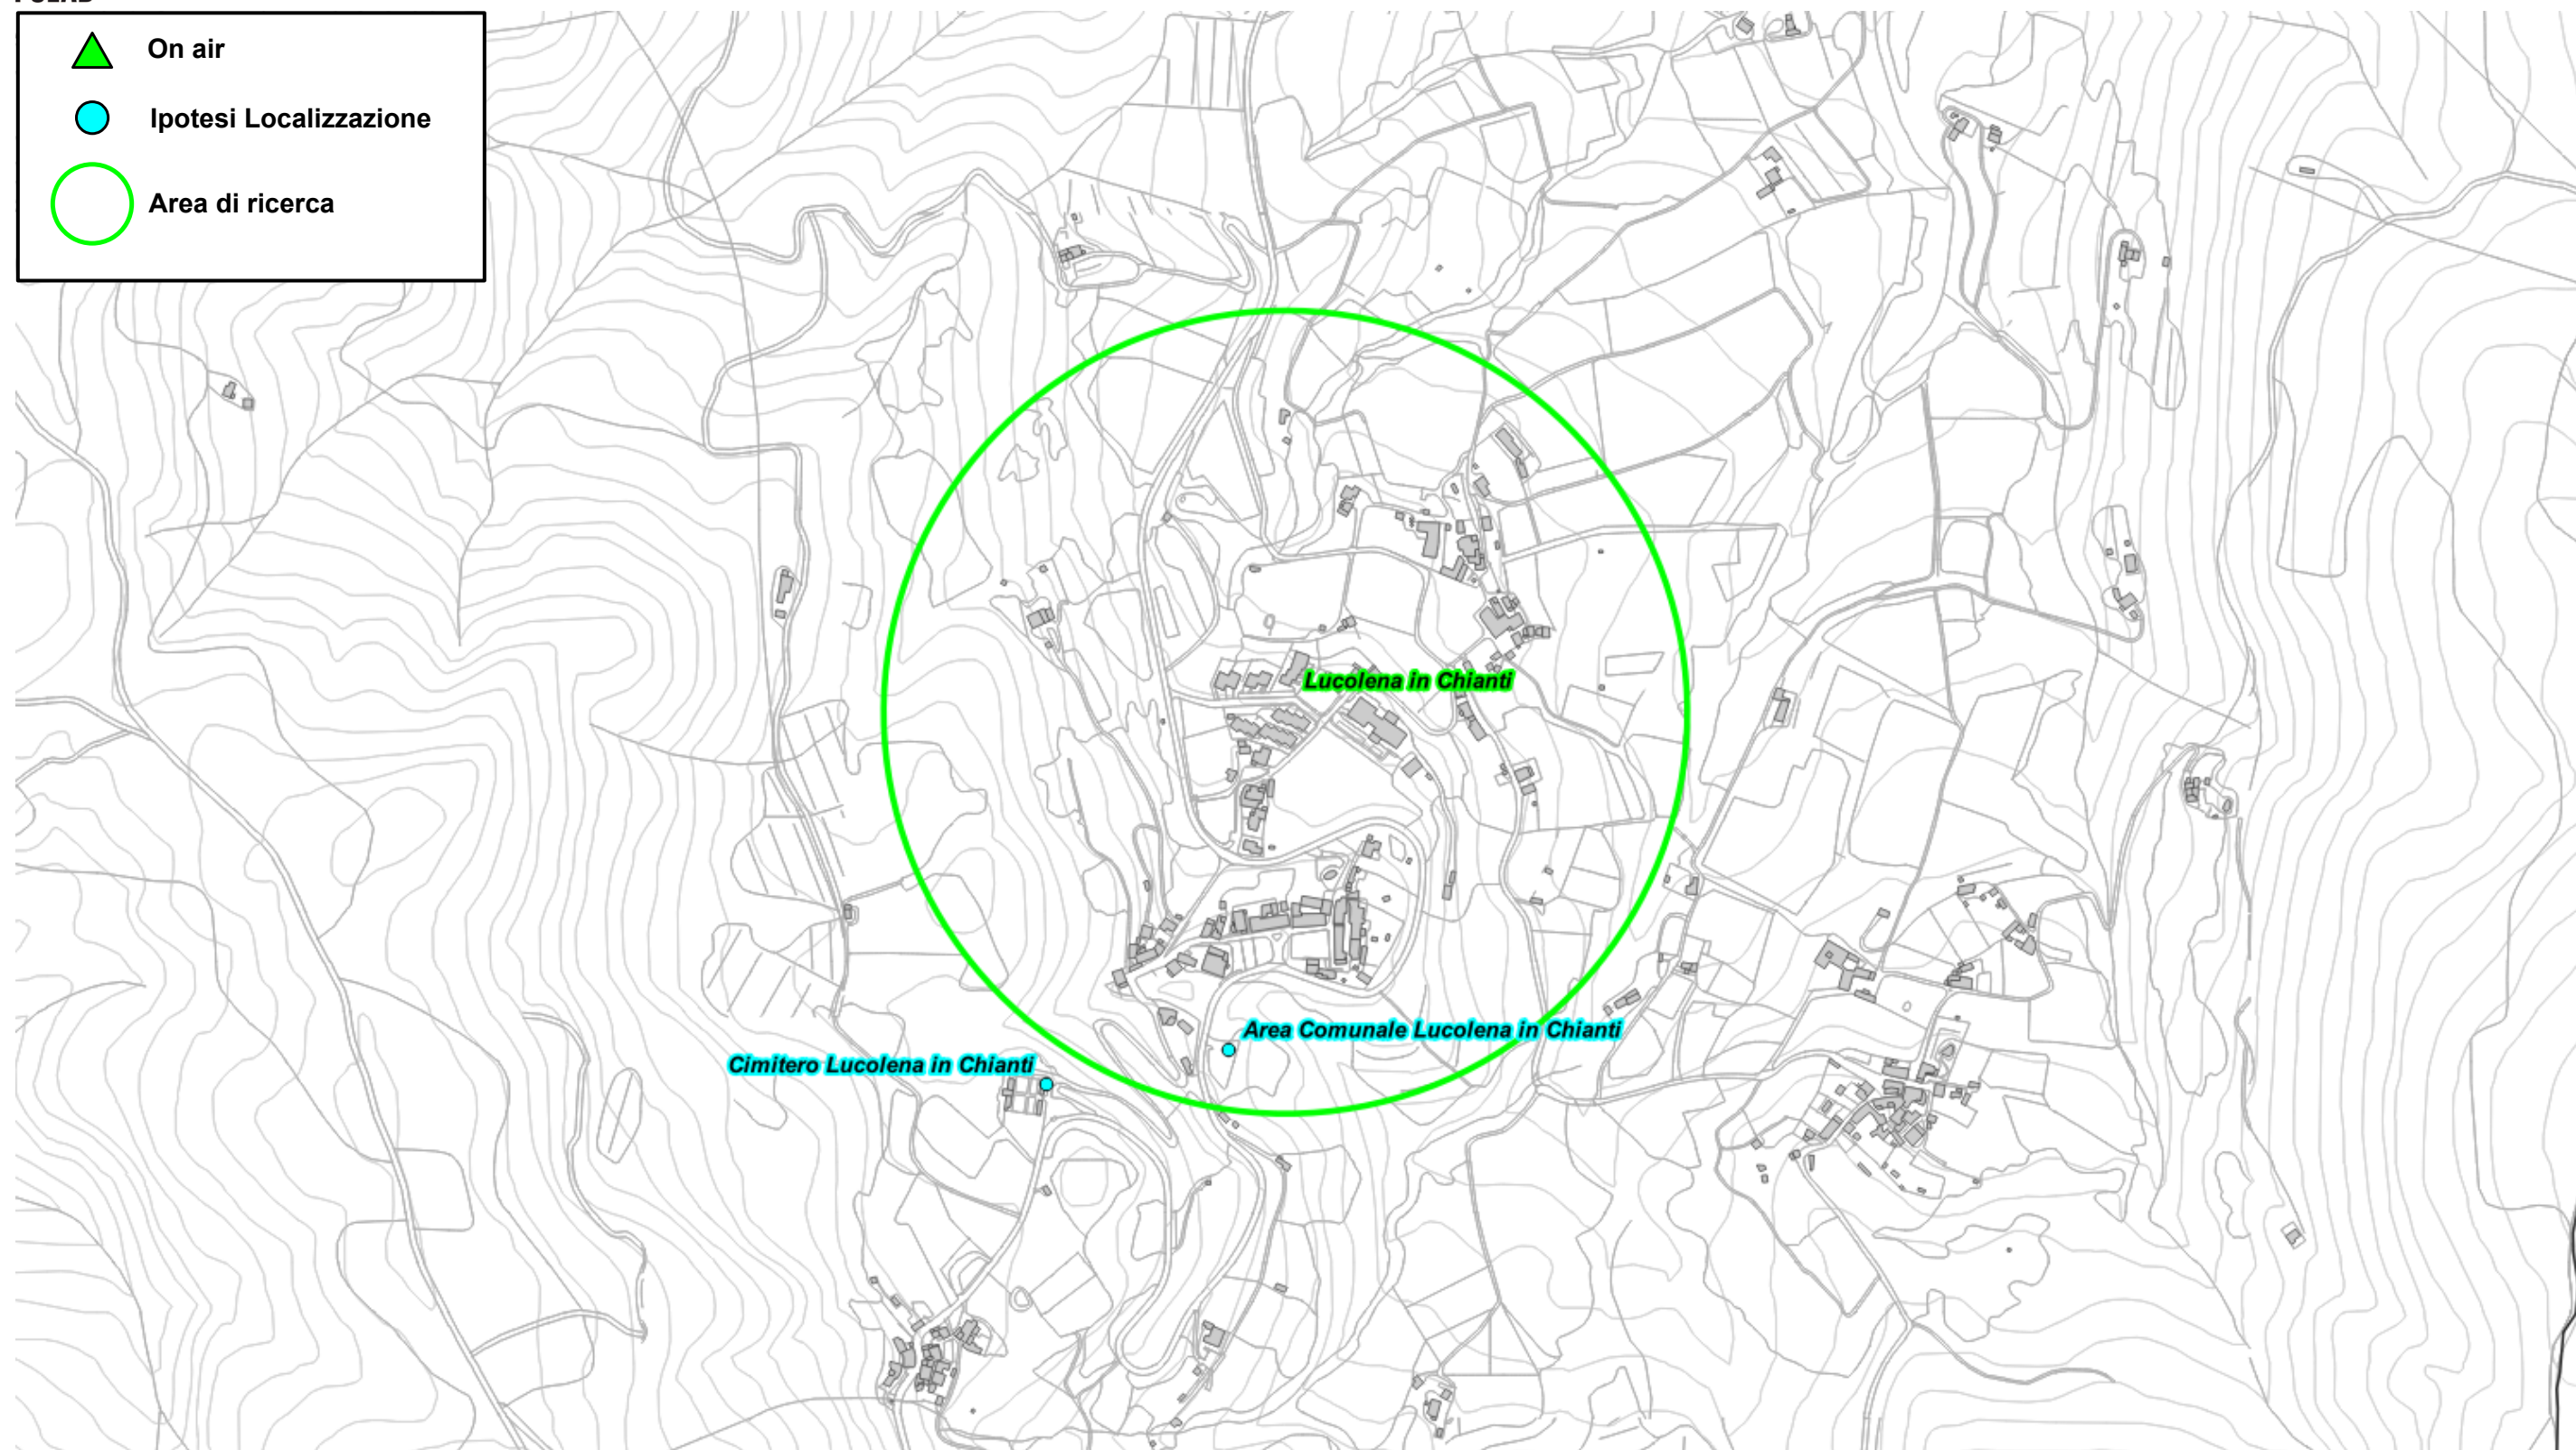 On air
Ipotesi Localizzazione
Area di ricerca
Lucolena in Chianti
Area Comunale Lucolena in Chianti
Cimitero Lucolena in Chianti